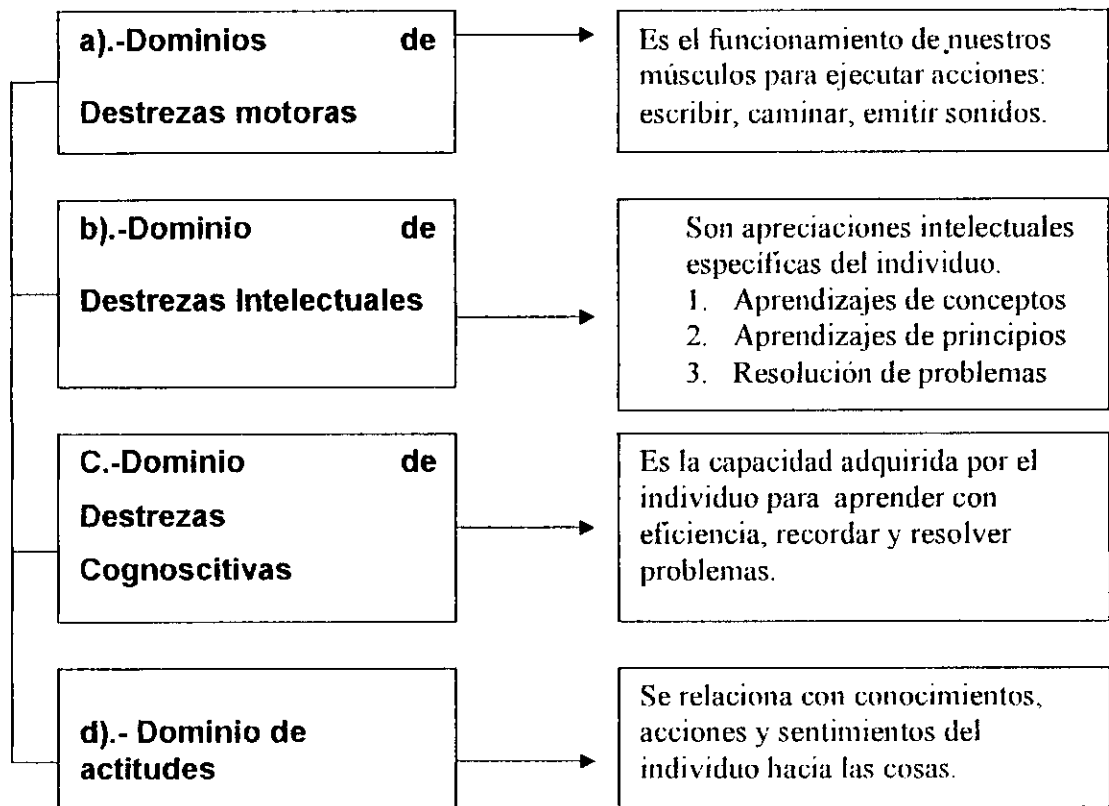 a).-Dominios de
Destrezas motoras
Es el funcionamiento de nuestros
músculos para ejecutar acciones:
escribir, caminar, emitir sonidos.
b).-Dominio de
Destrezas Intelectuales
Son apreciaciones intelectuales
específicas del individuo.
1. Aprendizajes de conceptos
2. Aprendizajes de principios
3. Resolución de problemas
C.-Dominio de
Destrezas
Cognoscitivas
Es la capacidad adquirida por el
individuo para aprender con
eficiencia, recordar y resolver
problemas.
d).- Dominio de
actitudes
Se relaciona con conocimientos,
acciones y sentimientos del
individuo hacia las cosas.